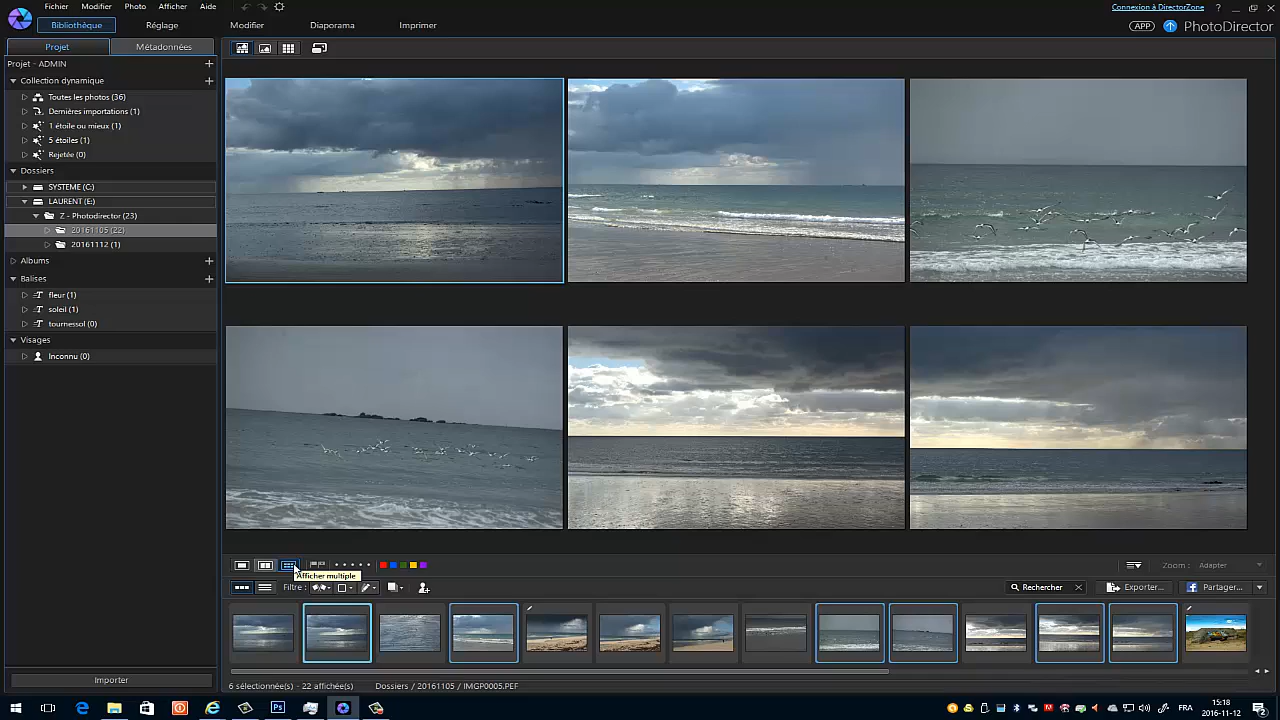 Fichier Modifier Photo Afficher Aide
Connexion à DirectorZone
?
Bibliothèque Réglage Modifier Diaporama Imprimer
APP PhotoDirector
Projet Métadonnées
Projet - ADMIN
Collection dynamique
Toutes les photos (36)
Dernières importations (1)
1 étoile ou mieux (1)
5 étoiles (1)
Rejetée (0)
Dossiers
SYSTEME (C:)
LAURENT (E:)
Z - Photodirector (23)
20161105 (22)
20161112 (1)
Albums
Balises
fleur (1)
soleil (1)
tournessol (0)
Visages
Inconnu (0)
Zoom : Adapter
Afficher multiple
Filtre :
Rechercher
Exporter...
Partager...
Importer
6 sélectionnée(s) - 22 affichée(s) Dossiers / 20161105 / IMGP0005.PEF
FRA
15:18
2016-11-12